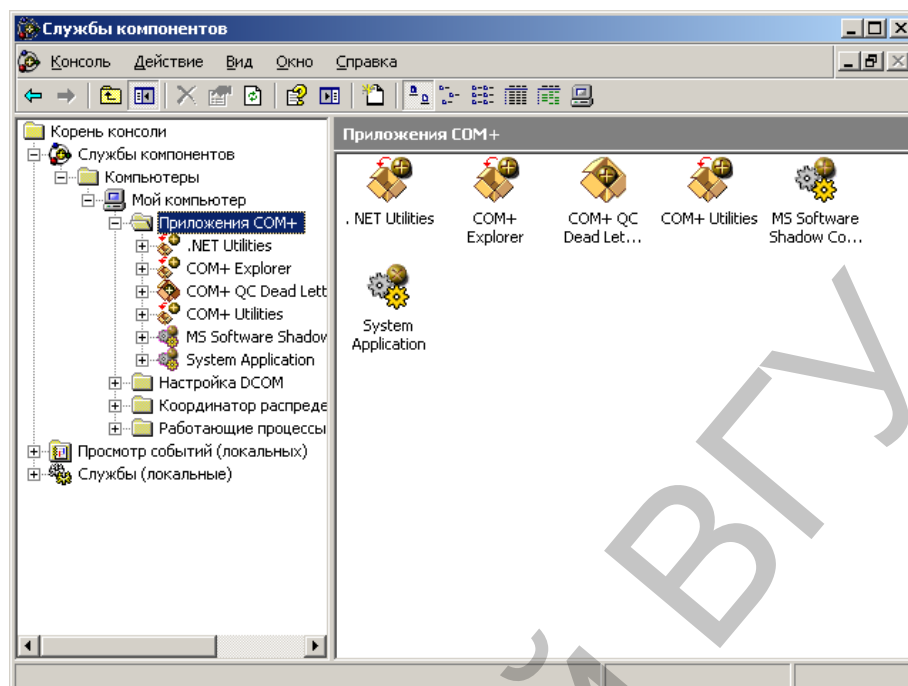 Службы компонентов
Консоль Действие Вид Окно Справка
Корень консоли
Службы компонентов
Компьютеры
Мой компьютер
Приложения COM+
.NET Utilities
COM+ Explorer
COM+ QC Dead Lett
COM+ Utilities
MS Software Shadov
System Application
Настройка DCOM
Координатор распреде
Работающие процессы
Просмотр событий (локальных)
Службы (локальные)
Приложения COM+
. NET Utilities COM+ Explorer COM+ QC Dead Let... COM+ Utilities MS Software Shadow Co...
System Application
Й ВГУ